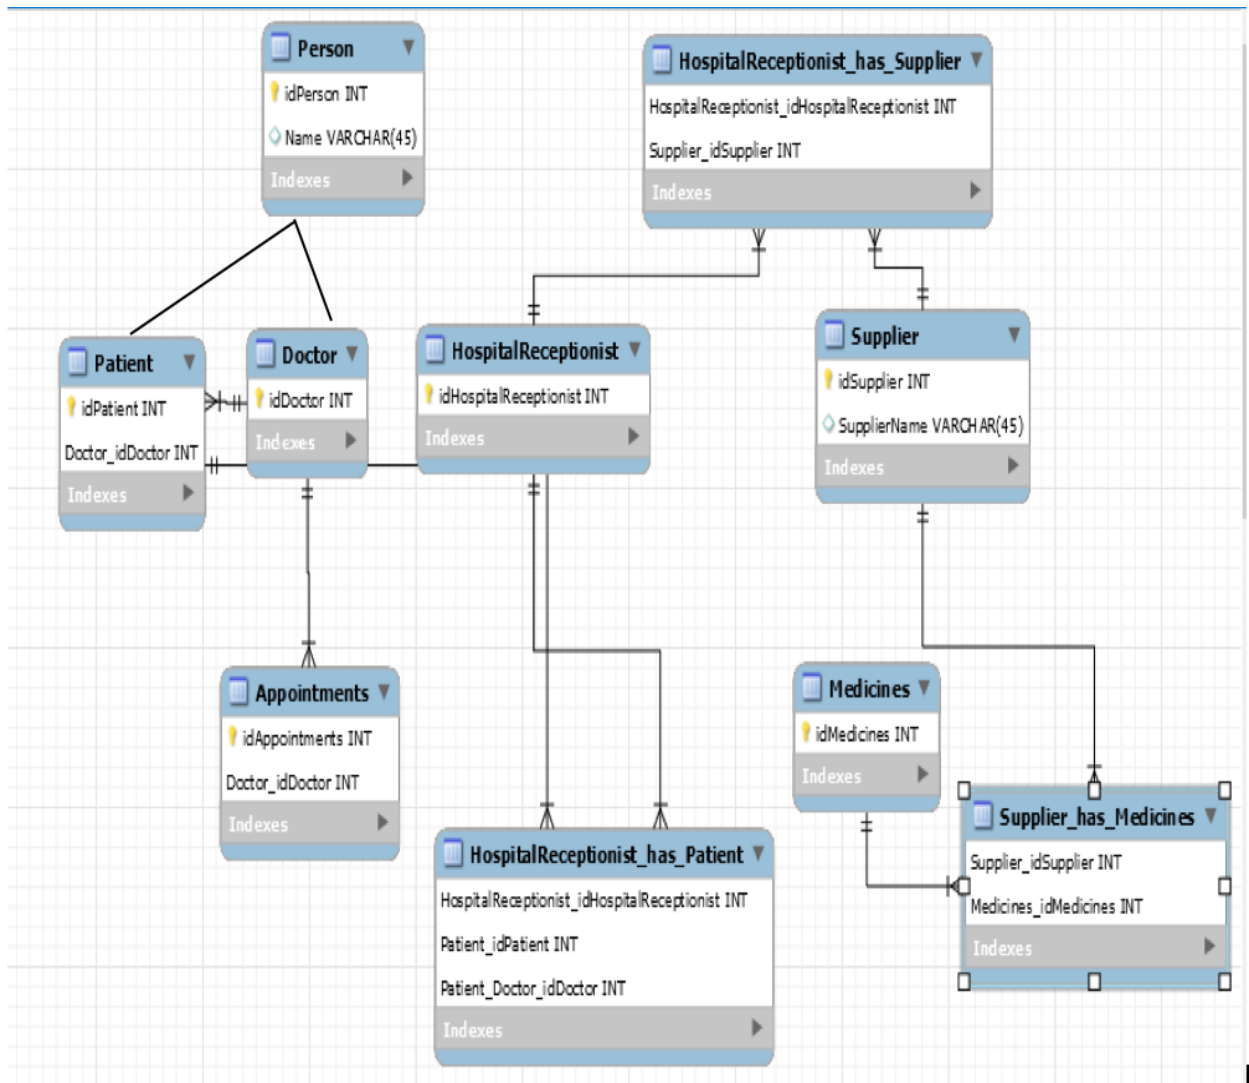 Person
idPerson INT
Name VARCHAR(45)
Indexes
HospitalReceptionist_has_Supplier
HospitalReceptionist_idHospitalReceptionist INT
Supplier_idSupplier INT
Indexes
Patient
idPatient INT
Doctor_idDoctor INT
Indexes
Doctor
idDoctor INT
Indexes
HospitalReceptionist
idHospitalReceptionist INT
Indexes
Supplier
idSupplier INT
SupplierName VARCHAR(45)
Indexes
Appointments
idAppointments INT
Doctor_idDoctor INT
Indexes
HospitalReceptionist_has_Patient
HospitalReceptionist_idHospitalReceptionist INT
Patient_idPatient INT
Patient_Doctor_idDoctor INT
Indexes
Medicines
idMedicines INT
Indexes
Supplier_has_Medicines
Supplier_idSupplier INT
Medicines_idMedicines INT
Indexes